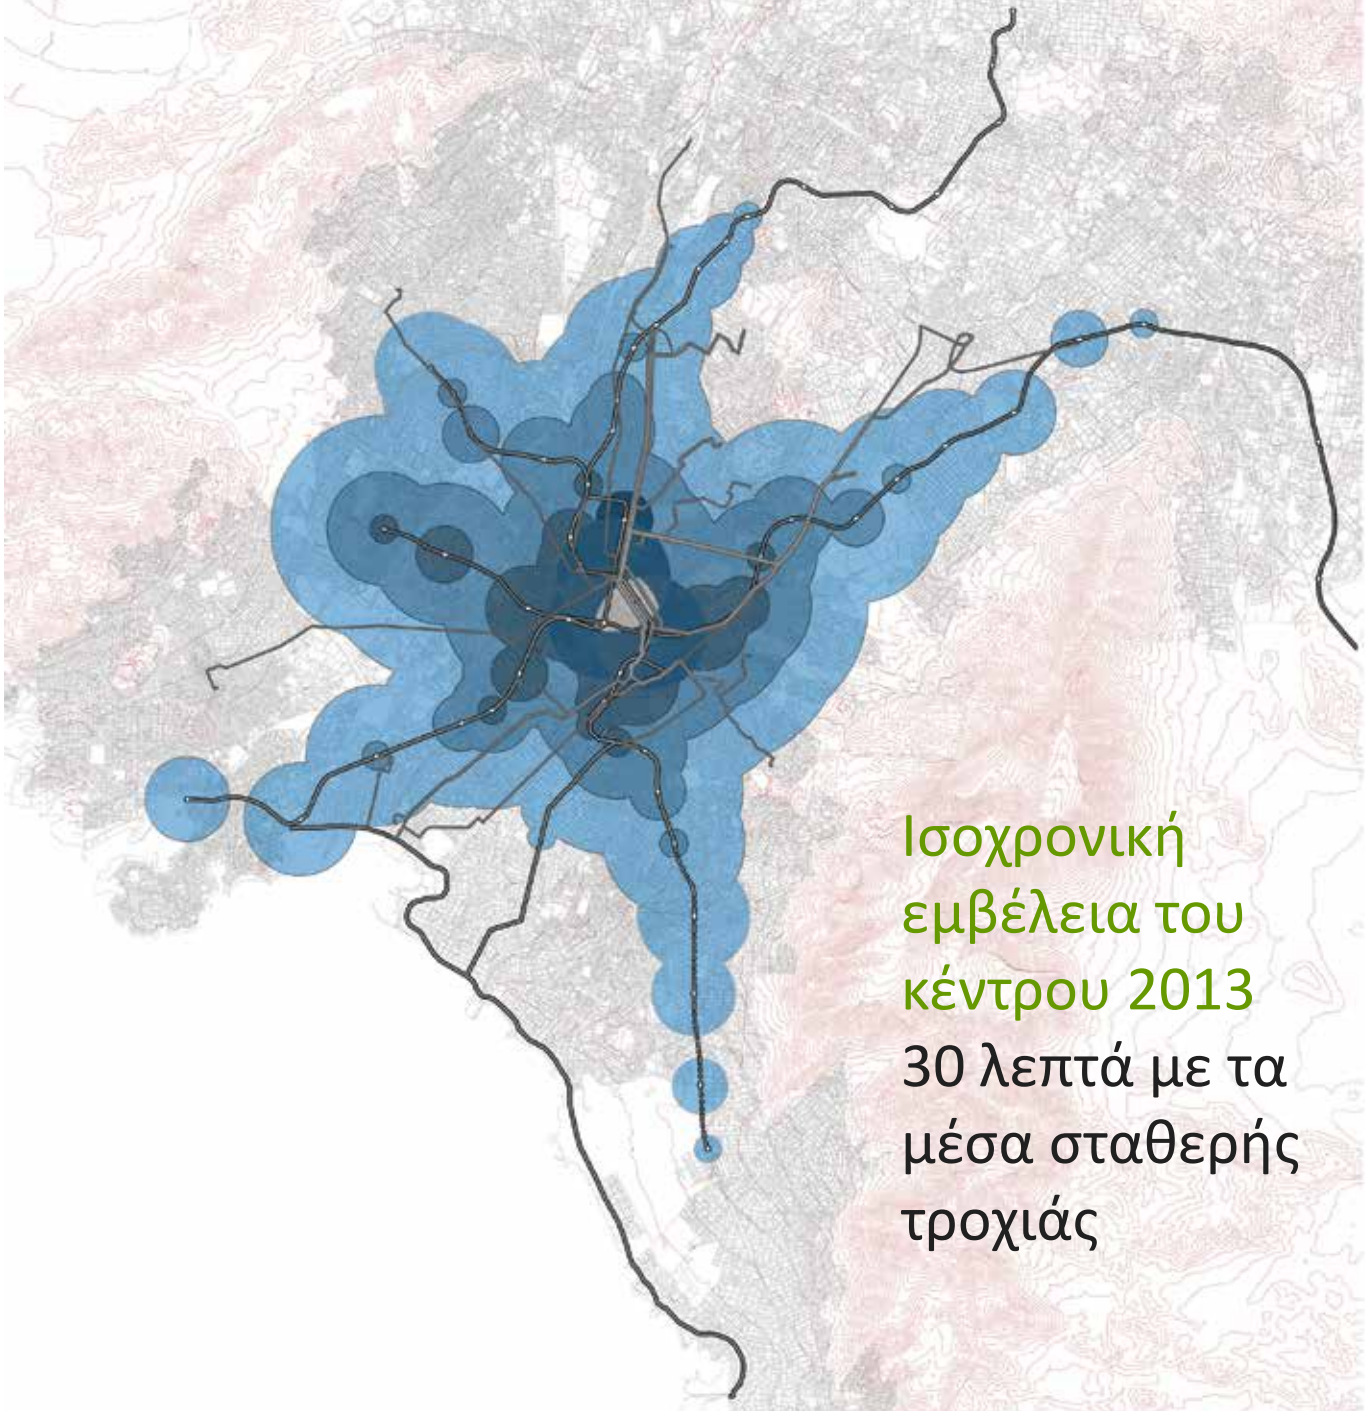 Ισοχρονική
εμβέλεια του
κέντρου 2013
30 λεπτά με τα
μέσα σταθερής
τροχιάς